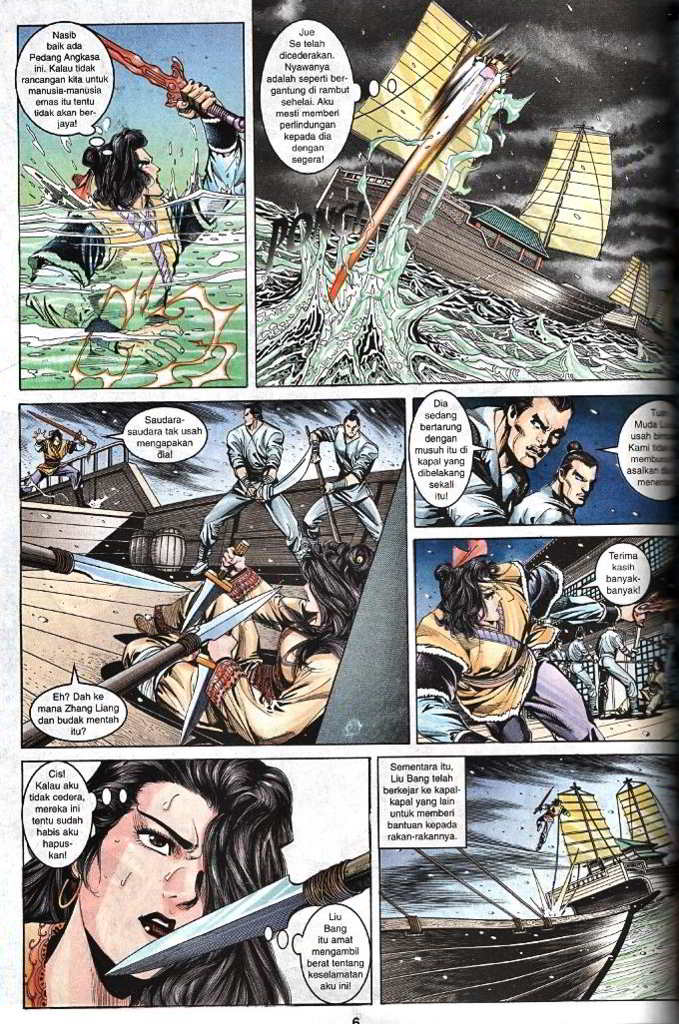 Nasib
baik ada
Pedang Angkasa
ini. Kalau tidak
rancangan kita untuk
manusia-manusia
emas itu tentu
tidak akan ber-
jaya!
Jue
Se telah
dicederakan.
Nyawanya
adalah seperti ber-
gantung di rambut
sehelai. Aku
mesti memberi
perlindungan
kepada dia
dengan
segera!
Saudara-
saudara tak usah
mengapakan
dia!
Eh? Dah ke
mana Zhang Liang
dan budak mentah
itu?
Dia
sedang
bertarung
dengan
musuh itu di
kapal yang
dibelakang
sekali
itu!
Muda
usah
Kami
asalkan
Terima
kasih
banyak-
banyak!
Cis!
Kalau aku
tidak cedera,
mereka ini
tentu sudah
habis aku
hapus-
kan!
Liu
Bang
itu amat
mengambil
berat tentang
keselamatan
aku ini!
Sementara itu,
Liu Bang telah
berkejar ke kapal-
kapal yang lain
untuk memberi
bantuan kepada
rakan-rakannya.
6